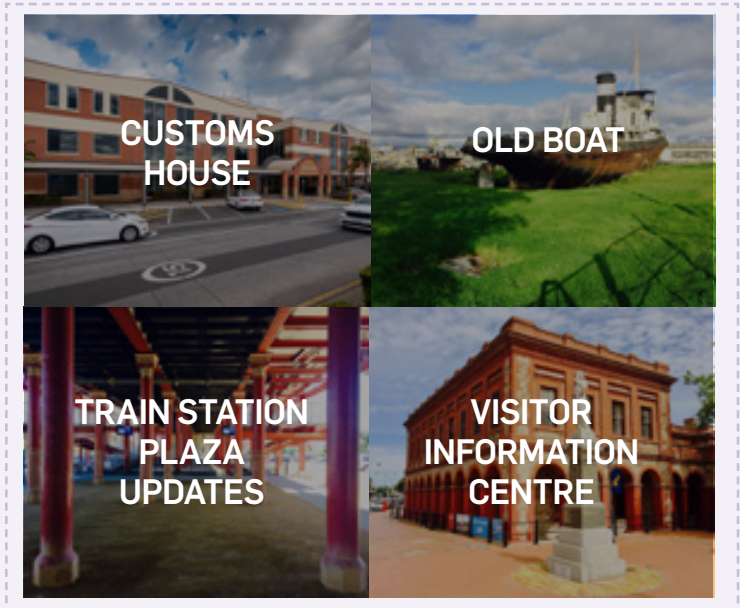 CUSTOMS
HOUSE
OLD BOAT
TRAIN STATION
PLAZA
UPDATES
VISITOR
INFORMATION
CENTRE